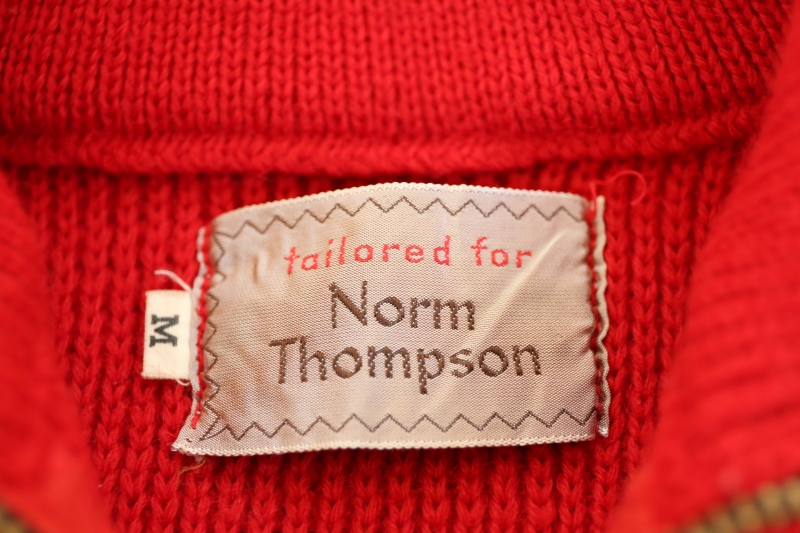 tailored for
Norm
Thompson
M